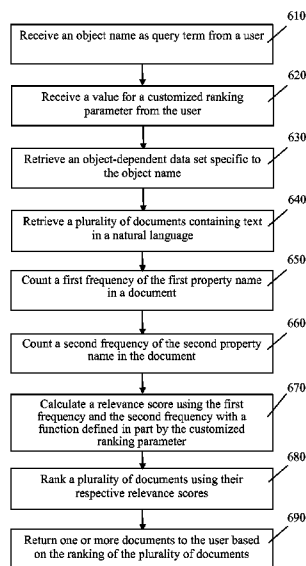 610
Receive an object name as query term from a user
620
Receive a value for a customized ranking
parameter from the user
630
Retrieve an object-dependent data set specific to
the object name
640
Retrieve a plurality of documents containing text
in a natural language
650
Count a first frequency of the first property name
in a document
660
Count a second frequency of the second property
name in the document
670
Calculate a relevance score using the first
frequency and the second frequency with a
function defined in part by the customized
ranking parameter
680
Rank a plurality of documents using their
respective relevance scores
690
Return one or more documents to the user based
on the ranking of the plurality of documents